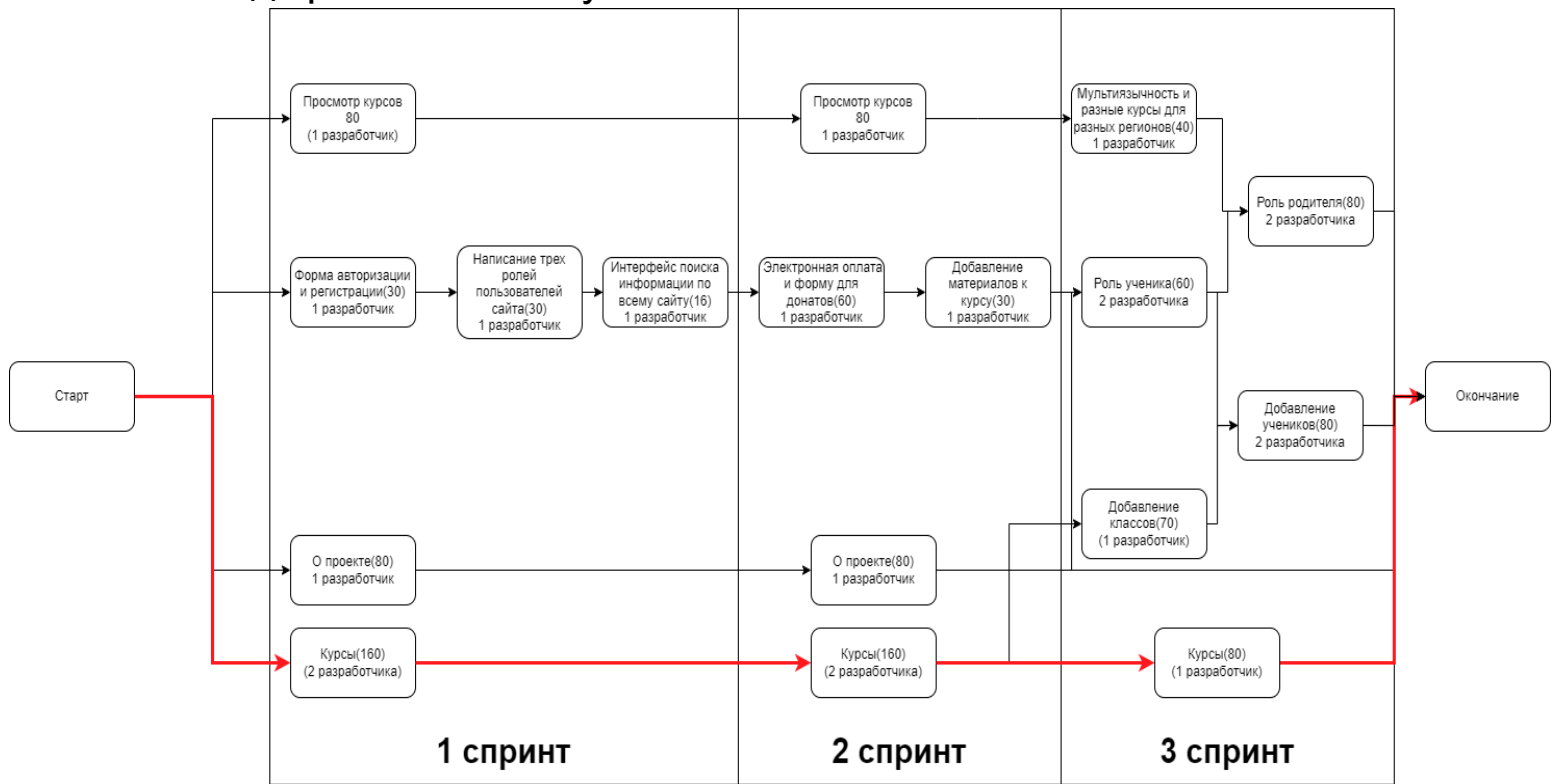 Просмотр курсов
80
(1 разработчик)
Просмотр курсов
80
1 разработчик
Мультиязычность и
разные курсы для
разных регионов(40)
1 разработчик
Роль родителя(80)
2 разработчика
Форма авторизации
и регистрации(30)
1 разработчик
Написание трех
ролей
пользователей
сайта(30)
1 разработчик
Интерфейс поиска
информации по
всему сайту(16)
1 разработчик
Электронная оплата
и форму для
донатов(60)
1 разработчик
Добавление
материалов к
курсу(30)
1 разработчик
Роль ученика(60)
2 разработчика
Старт
Добавление
учеников(80)
2 разработчика
Окончание
Добавление
классов(70)
(1 разработчик)
О проекте(80)
1 разработчик
О проекте(80)
1 разработчик
Курсы(160)
(2 разработчика)
Курсы(160)
(2 разработчика)
Курсы(80)
(1 разработчик)
1 спринт
2 спринт
3 спринт